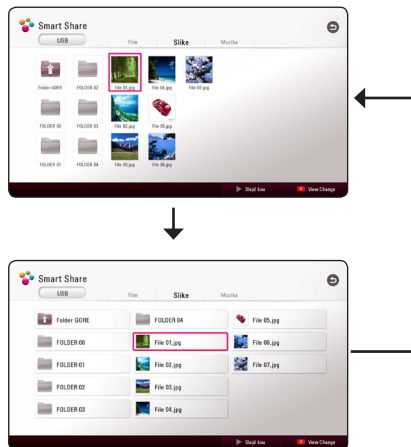 Smart Share
USB Film Slike Muzika
Folder GORE FOLDER 02 File 01.jpg File 04.jpg File 07.jpg
FOLDER 00 FOLDER 03 File 02.jpg File 05.jpg
FOLDER 01 FOLDER 04 File 03.jpg File 06.jpg
Slajd šou View Change
Smart Share
USB Film Slike Muzika
Folder GORE FOLDER 04 File 05.jpg
FOLDER 00 File 01.jpg File 06.jpg
FOLDER 01 File 02.jpg File 07.jpg
FOLDER 02 File 03.jpg
FOLDER 03 File 04.jpg
Slajd šou View Change